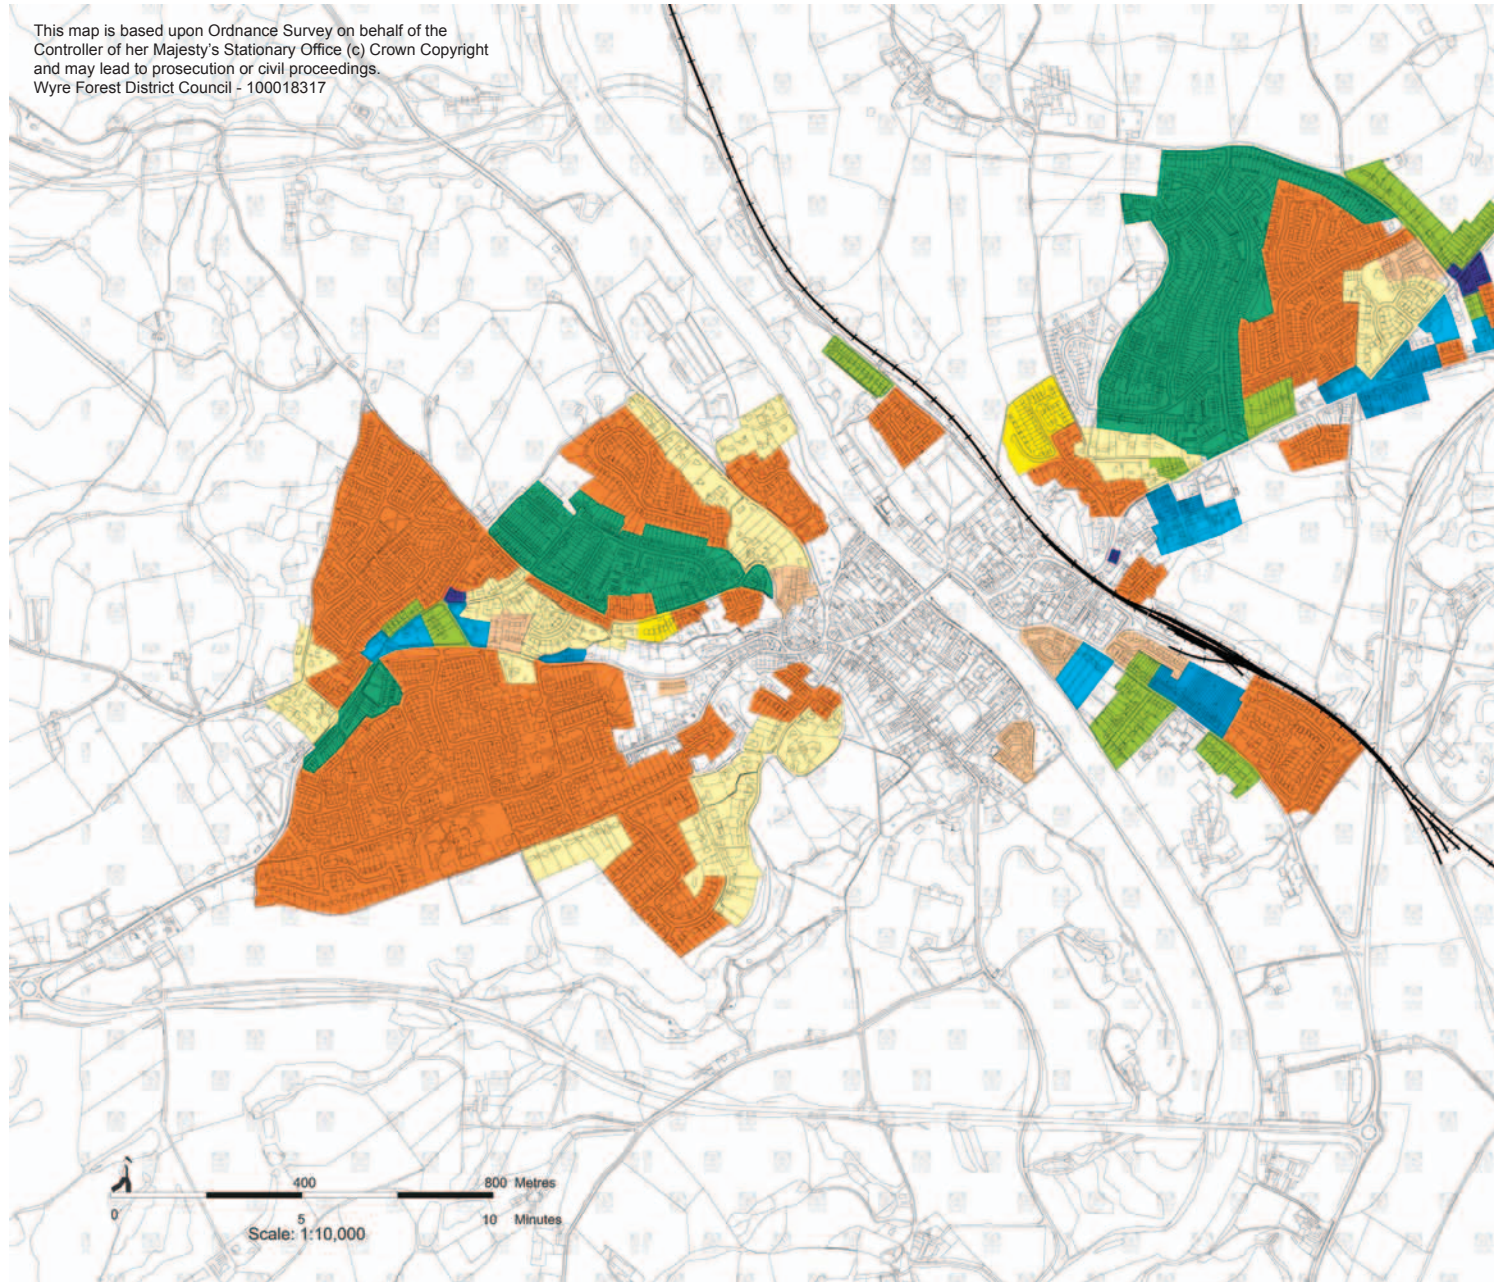 This map is based upon Ordnance Survey on behalf of the
Controller of her Majesty's Stationary Office (c) Crown Copyright
and may lead to prosecution or civil proceedings.
Wyre Forest District Council - 100018317
400 800 Metres
0 5 10 Minutes
Scale: 1:10,000